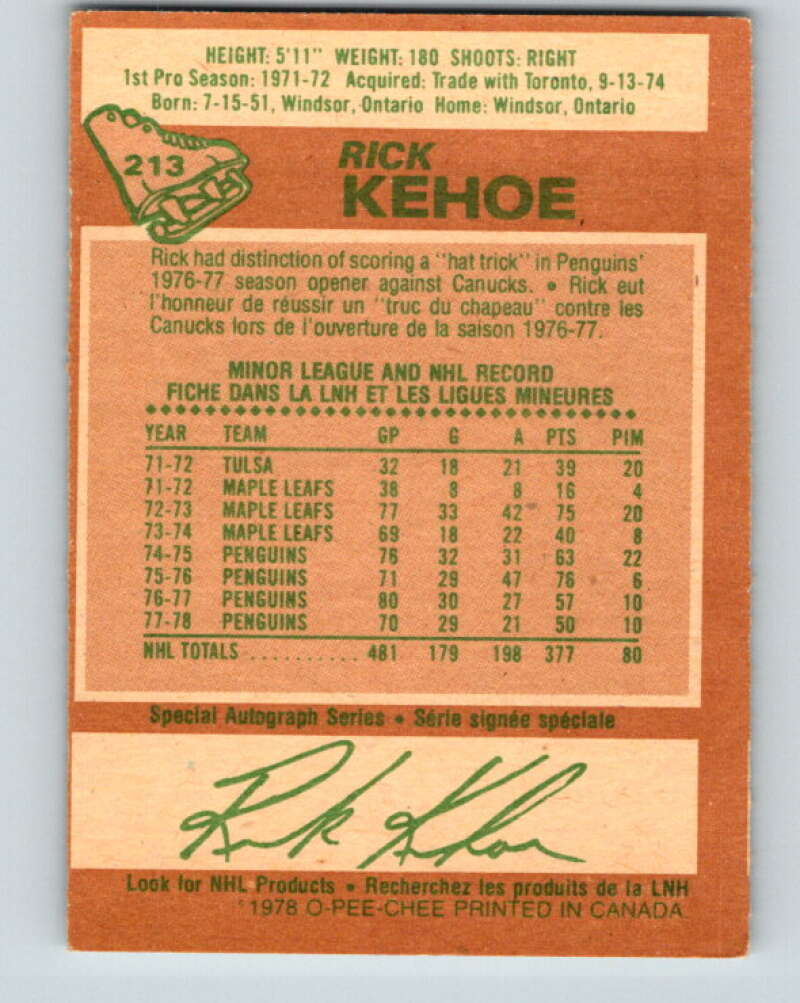 HEIGHT: 5'11" WEIGHT: 180 SHOOTS: RIGHT
1st Pro Season: 1971-72 Acquired: Trade with Toronto, 9-13-74
Born: 7-15-51, Windsor, Ontario Home: Windsor, Ontario
213
RICK
KEHOE
Rick had distinction of scoring a "hat trick" in Penguins'
1976-77 season opener against Canucks. • Rick eut
l'honneur de réussir un "truc du chapeau" contre les
Canucks lors de l'ouverture de la saison 1976-77.
MINOR LEAGUE AND NHL RECORD
FICHE DANS LA LNH ET LES LIGUES MINEURES
YEAR TEAM GP G A PTS PIM
71-72 TULSA 32 18 21 39 20
71-72 MAPLE LEAFS 38 8 8 16 4
72-73 MAPLE LEAFS 77 33 42 75 20
73-74 MAPLE LEAFS 69 18 22 40 8
74-75 PENGUINS 76 32 31 63 22
75-76 PENGUINS 71 29 47 76 6
76-77 PENGUINS 80 30 27 57 10
77-78 PENGUINS 70 29 21 50 10
NHL TOTALS .......... 481 179 198 377 80
Special Autograph Series • Série signée spéciale
Rick Kehoe
Look for NHL Products • Recherchez les produits de la LNH
©1978 O-PEE-CHEE PRINTED IN CANADA